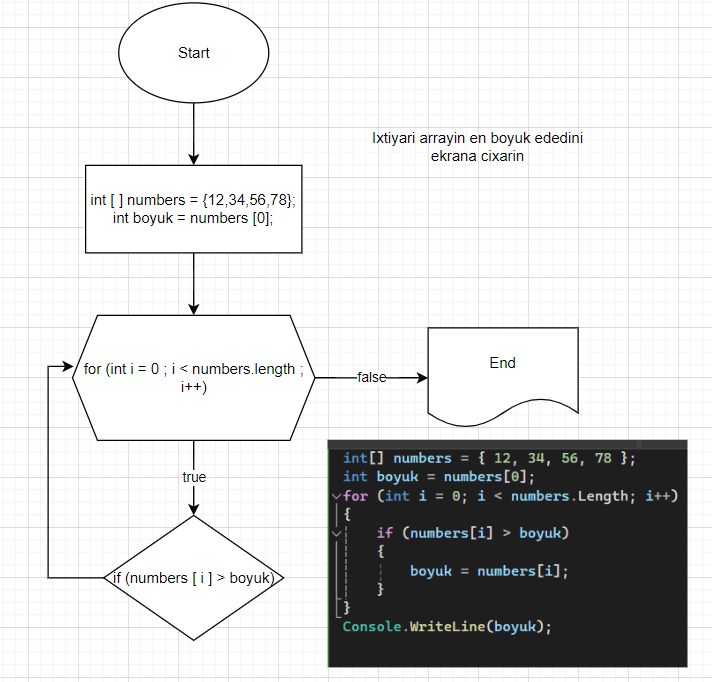 Start
Ixtiyari arrayin en boyuk ededini
ekrana cixarin
int [ ] numbers = {12,34,56,78};
int boyuk = numbers [0];
for (int i = 0 ; i < numbers.length ;
i++)
false
End
true
if (numbers [ i ] > boyuk)
int[] numbers = { 12, 34, 56, 78 };
int boyuk = numbers[0];
for (int i = 0; i < numbers.Length; i++)
{
if (numbers[i] > boyuk)
{
boyuk = numbers[i];
}
}
Console.WriteLine(boyuk);